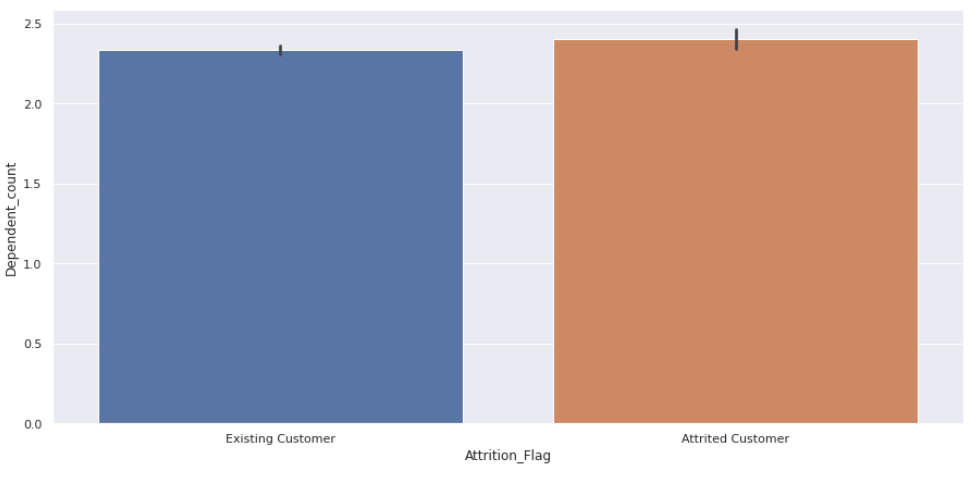 2.5
2.0
1.5
1.0
0.5
0.0
Dependent_count
Existing Customer
Attrited Customer
Attrition_Flag